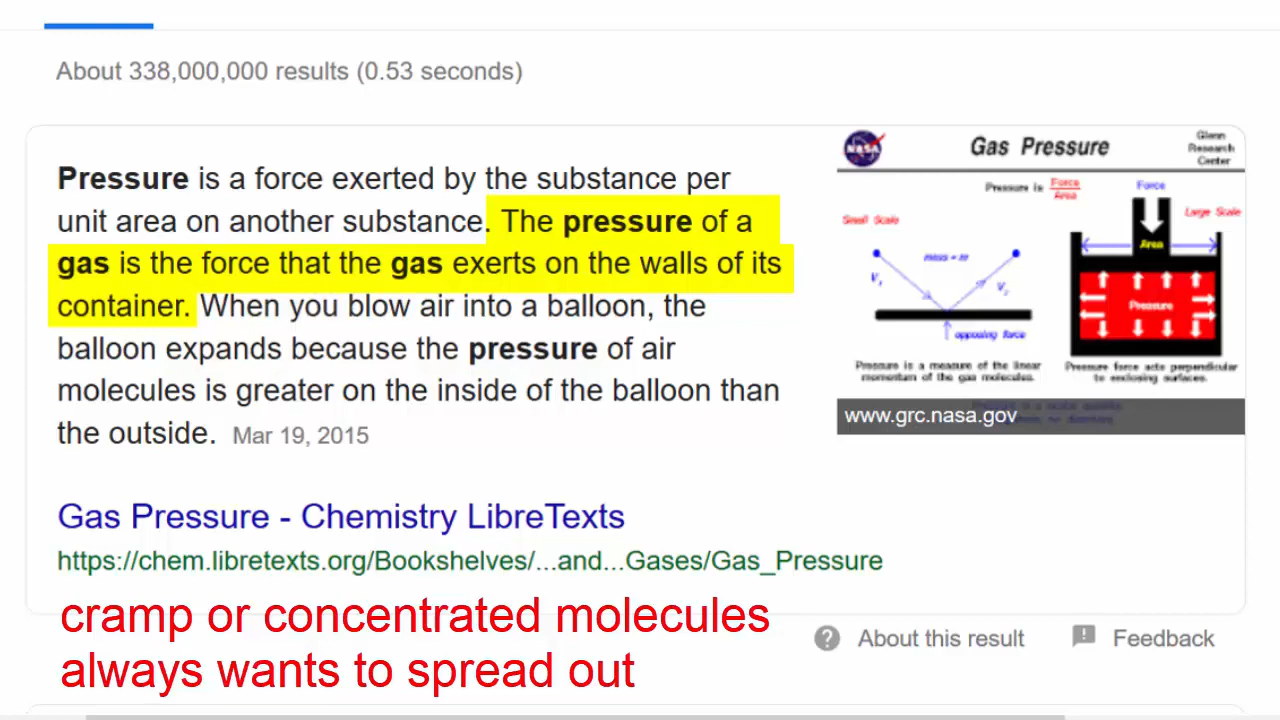 About 338,000,000 results (0.53 seconds)
Pressure is a force exerted by the substance per
unit area on another substance. The pressure of a
gas is the force that the gas exerts on the walls of its
container. When you blow air into a balloon, the
balloon expands because the pressure of air
molecules is greater on the inside of the balloon than
the outside. Mar 19, 2015
NASA
Gas Pressure
Glenn
Research
Center
Pressure is Force
Area
Force
Small Scale
Large Scale
Area
mass = m
V
V
Pressure
opposing force
Pressure is a measure of the linear
momentum of the gas molecules.
Pressure force acts perpendicular
to enclosing surfaces.
www.grc.nasa.gov
Gas Pressure - Chemistry LibreTexts
https://chem.libretexts.org/Bookshelves/...and...Gases/Gas_Pressure
cramp or concentrated molecules
always wants to spread out
About this result
Feedback